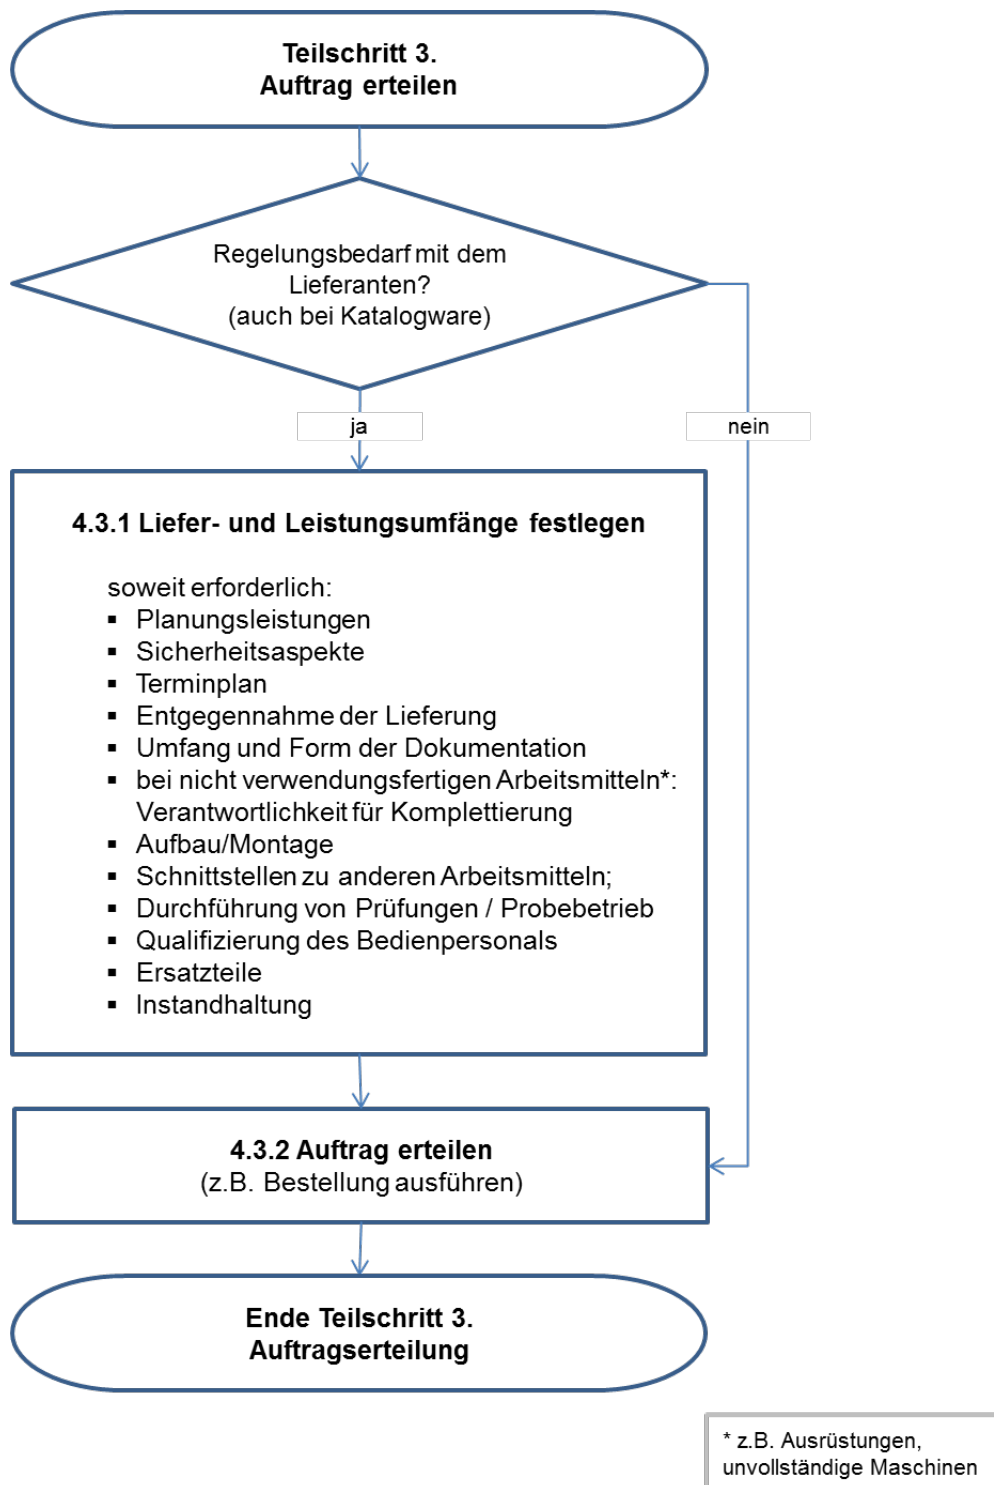 Teilschritt 3.
Auftrag erteilen
Regelungsbedarf mit dem
Lieferanten?
(auch bei Katalogware)
ja
nein
4.3.1 Liefer- und Leistungsumfänge festlegen
soweit erforderlich:
▪ Planungsleistungen
▪ Sicherheitsaspekte
▪ Terminplan
▪ Entgegennahme der Lieferung
▪ Umfang und Form der Dokumentation
▪ bei nicht verwendungsfertigen Arbeitsmitteln*:
Verantwortlichkeit für Komplettierung
▪ Aufbau/Montage
▪ Schnittstellen zu anderen Arbeitsmitteln;
▪ Durchführung von Prüfungen / Probebetrieb
▪ Qualifizierung des Bedienpersonals
▪ Ersatzteile
▪ Instandhaltung
4.3.2 Auftrag erteilen
(z.B. Bestellung ausführen)
Ende Teilschritt 3.
Auftragserteilung
* z.B. Ausrüstungen,
unvollständige Maschinen